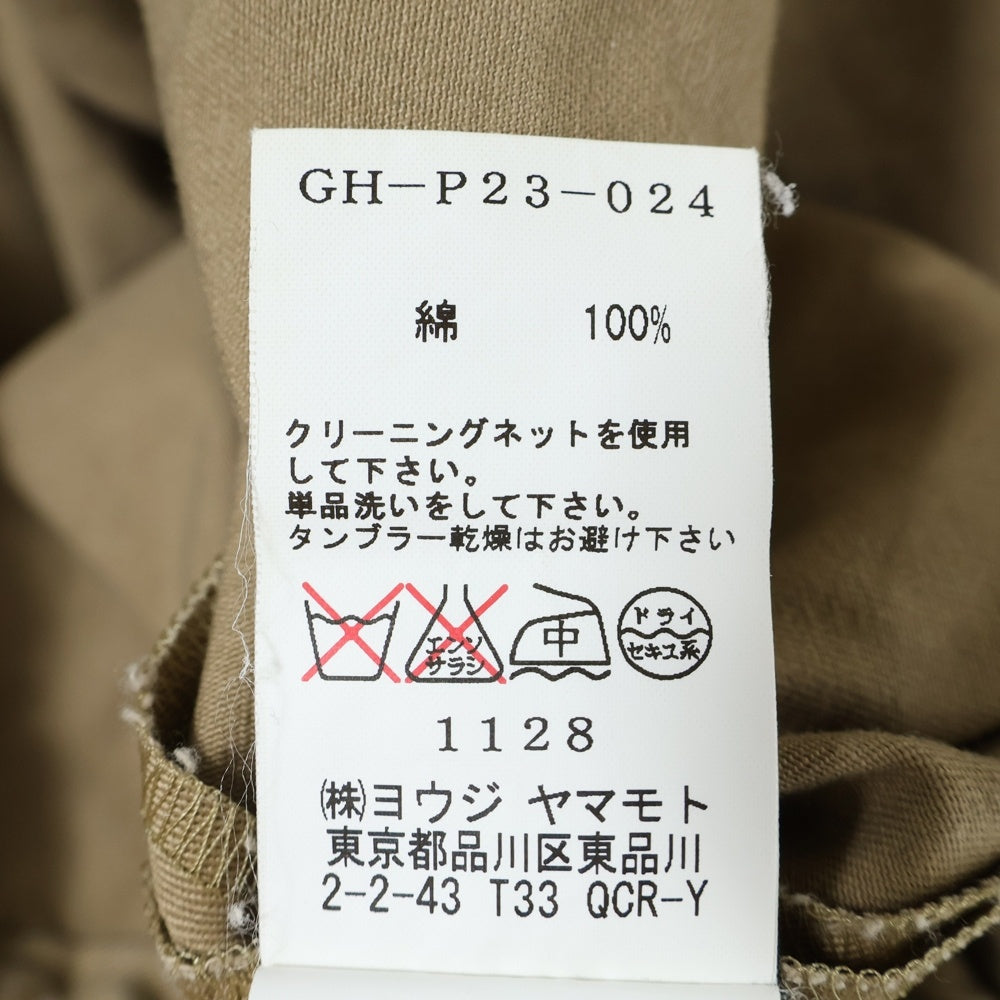 GH-P23-024
綿 100%
クリーニングネットを使用
して下さい。
単品洗いをして下さい。
タンブラー乾燥はお避け下さい
エンソ
サラシ
中
ドライ
セキユ系
1128
㈱ヨウジ ヤマモト
東京都品川区東品川
2-2-43 T33 QCR-Y